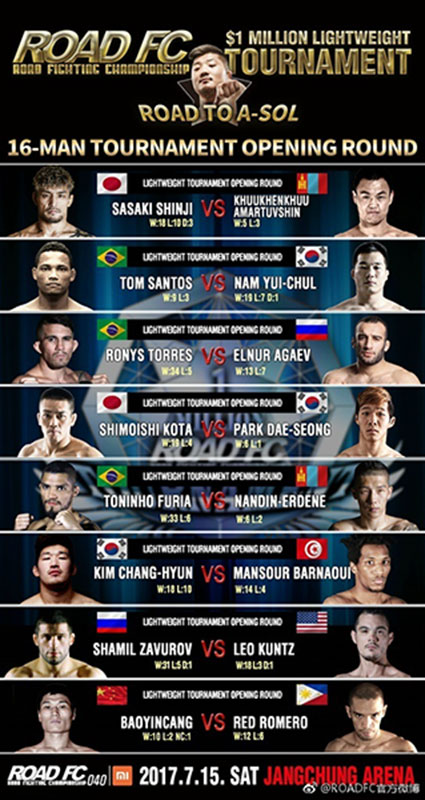 ROAD FC
ROAD FIGHTING CHAMPIONSHIP
$1 MILLION LIGHTWEIGHT
TOURNAMENT
ROAD TO A-SOL
16-MAN TOURNAMENT OPENING ROUND
LIGHTWEIGHT TOURNAMENT OPENING ROUND
SASAKI SHINJI VS KHUUKHENKHUU AMARTUVSHIN
W:18 L:10 D:3 W:5 L:3
LIGHTWEIGHT TOURNAMENT OPENING ROUND
TOM SANTOS VS NAM YUI-CHUL
W:9 L:3 W:19 L:7 D:1
LIGHTWEIGHT TOURNAMENT OPENING ROUND
RONYS TORRES VS ELNUR AGAEV
W:34 L:5 W:13 L:7
LIGHTWEIGHT TOURNAMENT OPENING ROUND
SHIMOISHI KOTA VS PARK DAE-SEONG
W:19 L:4 W:6 L:1
LIGHTWEIGHT TOURNAMENT OPENING ROUND
TONINHO FURIA VS NANDIN-ERDENE
W:33 L:6 W:6 L:2
LIGHTWEIGHT TOURNAMENT OPENING ROUND
KIM CHANG-HYUN VS MANSOUR BARNAOUI
W:18 L:10 W:14 L:4
LIGHTWEIGHT TOURNAMENT OPENING ROUND
SHAMIL ZAVUROV VS LEO KUNTZ
W:31 L:5 D:1 W:18 L:3 D:1
LIGHTWEIGHT TOURNAMENT OPENING ROUND
BAOYINCANG VS RED ROMERO
W:10 L:2 NC:1 W:12 L:6
ROAD FC 040 mi 2017.7.15. SAT JANGCHUNG ARENA
ROAD FIGHTING CHAMPIONSHIP
@ROADFC官方微博